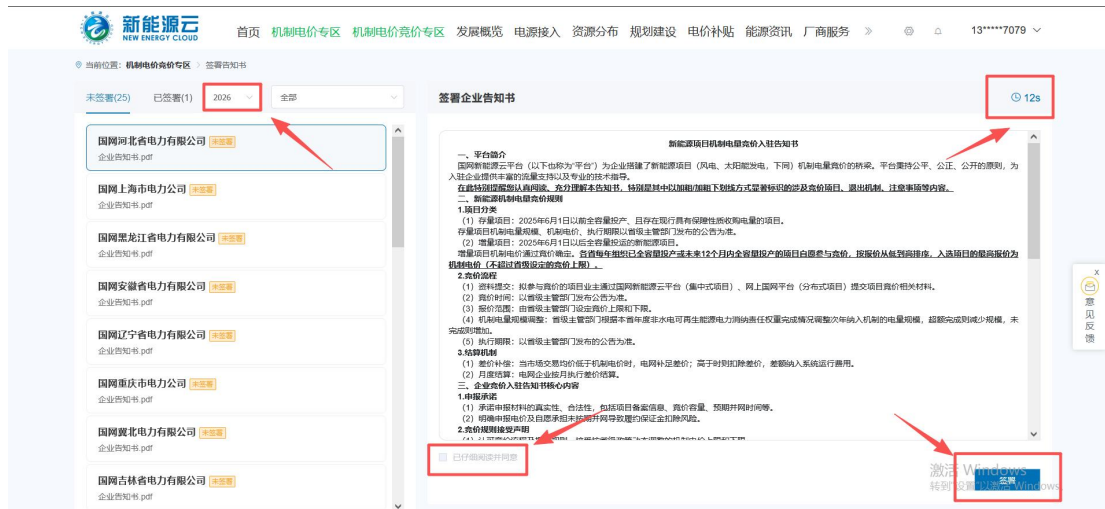 新能源云
NEW ENERGY CLOUD
首页 机制电价专区 机制电价竞价专区 发展概览 电源接入 资源分布 规划建设 电价补贴 能源资讯 厂商服务 »
13*****7079
当前位置：机制电价竞价专区 > 签署告知书
未签署(25) 已签署(1) 2026 全部
国网河北省电力有限公司 未签署
企业告知书.pdf
国网上海市电力公司 未签署
企业告知书.pdf
国网黑龙江省电力有限公司 未签署
企业告知书.pdf
国网安徽省电力有限公司 未签署
企业告知书.pdf
国网辽宁省电力有限公司 未签署
企业告知书.pdf
国网重庆市电力公司 未签署
企业告知书.pdf
国网冀北电力有限公司 未签署
企业告知书.pdf
国网吉林省电力有限公司 未签署
企业告知书.pdf
签署企业告知书
12s
新能源项目机制电量竞价入驻告知书
一、平台简介
国网新能源云平台（以下也称为“平台”）为企业搭建了新能源项目（风电、太阳能发电，下同）机制电量竞价的桥梁。平台秉持公平、公正、公开的原则，为
入驻企业提供丰富的流量支持以及专业的技术指导。
在此特别提醒您认真阅读、充分理解本告知书，特别是其中以加粗/加粗下划线方式显著标识的涉及竞价项目、退出机制、注意事项等内容。
二、新能源机制电量竞价规则
1.项目分类
（1）存量项目：2025年6月1日以前全容量投产、且存在现行具有保障性质收购电量的项目。
存量项目机制电量规模、机制电价、执行期限以省级主管部门发布的公告为准。
（2）增量项目：2025年6月1日以后全容量投运的新能源项目。
增量项目机制电价通过竞价确定。各省每年组织已全容量投产或未来12个月内全容量投产的项目自愿参与竞价，按报价从低到高排序，入选项目的最高报价为
机制电价（不超过省级设定的竞价上限）。
2.竞价流程
（1）资料提交：拟参与竞价的项目业主通过国网新能源云平台（集中式项目）、网上国网平台（分布式项目）提交项目竞价相关材料。
（2）竞价时间：以省级主管部门发布公告为准。
（3）报价范围：由省级主管部门设定竞价上限和下限。
（4）机制电量规模调整：省级主管部门根据本省年度非水电可再生能源电力消纳责任权重完成情况调整次年纳入机制的电量规模，超额完成则减少规模，未
完成则增加。
（5）执行期限：以省级主管部门发布的公告为准。
3.结算机制
（1）差价补偿：当市场交易均价低于机制电价时，电网补足差价；高于时则扣除差价，差额纳入系统运行费用。
（2）月度结算：电网企业按月执行差价结算。
三、企业竞价入驻告知书核心内容
1.申报承诺
（1）承诺申报材料的真实性、合法性，包括项目备案信息、竞价容量、预期并网时间等。
（2）明确申报电价及自愿承担未按期并网导致履约保证金扣除风险。
2.竞价规则接受声明
已仔细阅读并同意
签署
激活 Windows
转到"设置"以激活 Windows
x
意
见
反
馈